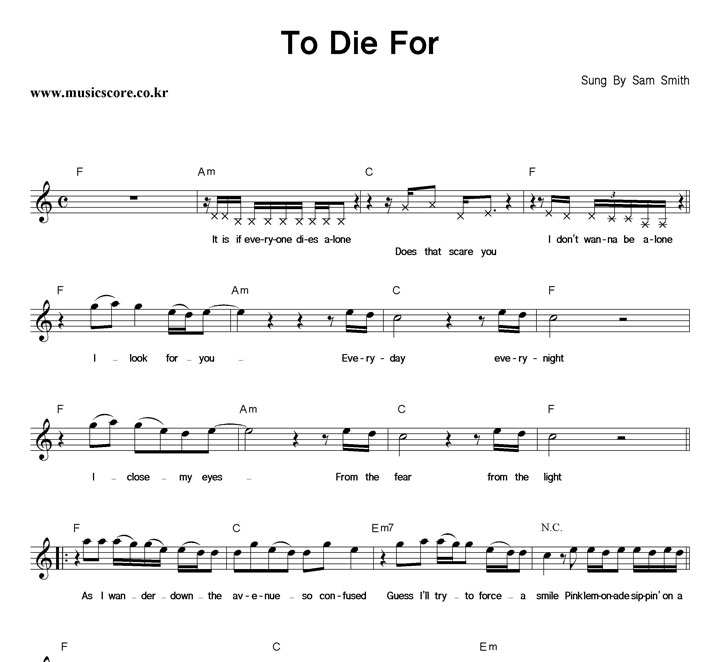 To Die For
Sung By Sam Smith
www.musicscore.co.kr
F Am C F
3
It is if eve-ry-one di-es a-lone Does that scare you I don't wan-na be a-lone
F Am C F
I _ look for _ you _ Eve-ry-day eve-ry-night
F Am C F
I _ close _ my eyes _ From the fear from the light
F C Em7 N.C.
As I wan _ der _ down _ the av-e-nue _ so con-fused Guess I'll try _ to force _ a smile Pink lem-on-ade sip-pin' on a
F C Em